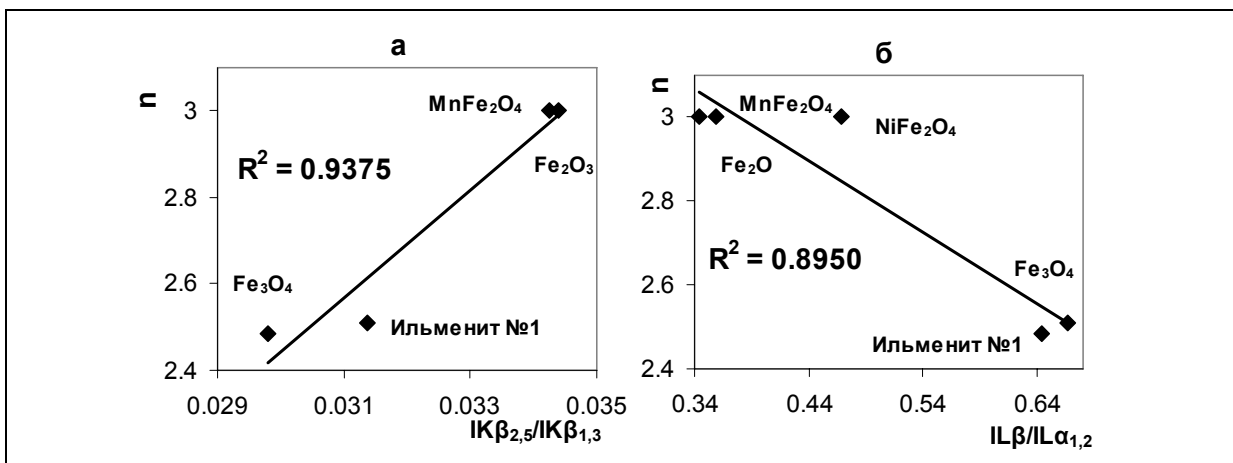 а
n
3
2.8
2.6
2.4
MnFe₂O₄
R² = 0.9375
Fe₂O₃
Fe₃O₄
Ильменит №1
0.029 0.031 0.033 0.035
IKβ₂,₅/IKβ₁,₃
б
n
3
2.8
2.6
2.4
MnFe₂O₄
NiFe₂O₄
Fe₂O
R² = 0.8950
Fe₃O₄
Ильменит №1
0.34 0.44 0.54 0.64
ILβ/ILα₁,₂